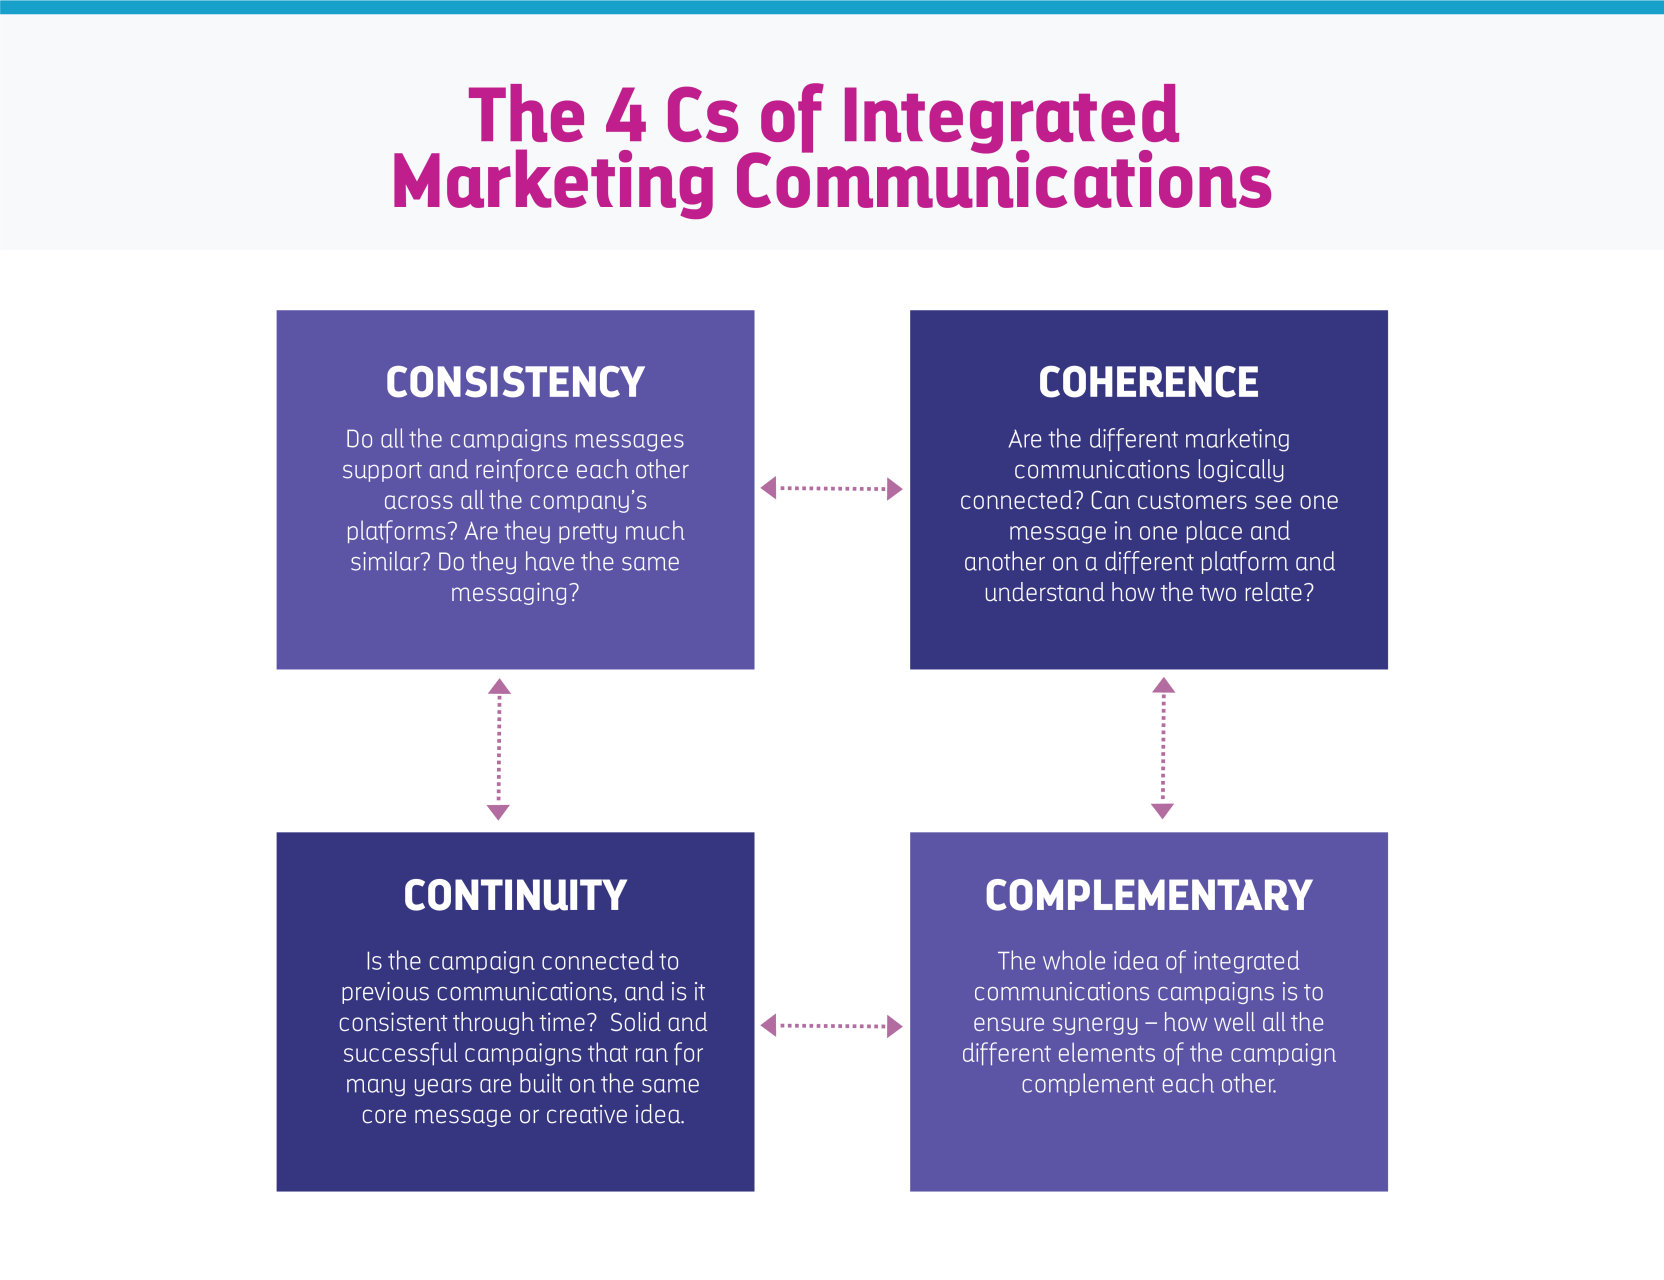 The 4 Cs of Integrated
Marketing Communications
CONSISTENCY
Do all the campaigns messages
support and reinforce each other
across all the company's
platforms? Are they pretty much
similar? Do they have the same
messaging?
COHERENCE
Are the different marketing
communications logically
connected? Can customers see one
message in one place and
another on a different platform and
understand how the two relate?
CONTINUITY
Is the campaign connected to
previous communications, and is it
consistent through time?  Solid and
successful campaigns that ran for
many years are built on the same
core message or creative idea.
COMPLEMENTARY
The whole idea of integrated
communications campaigns is to
ensure synergy – how well all the
different elements of the campaign
complement each other.